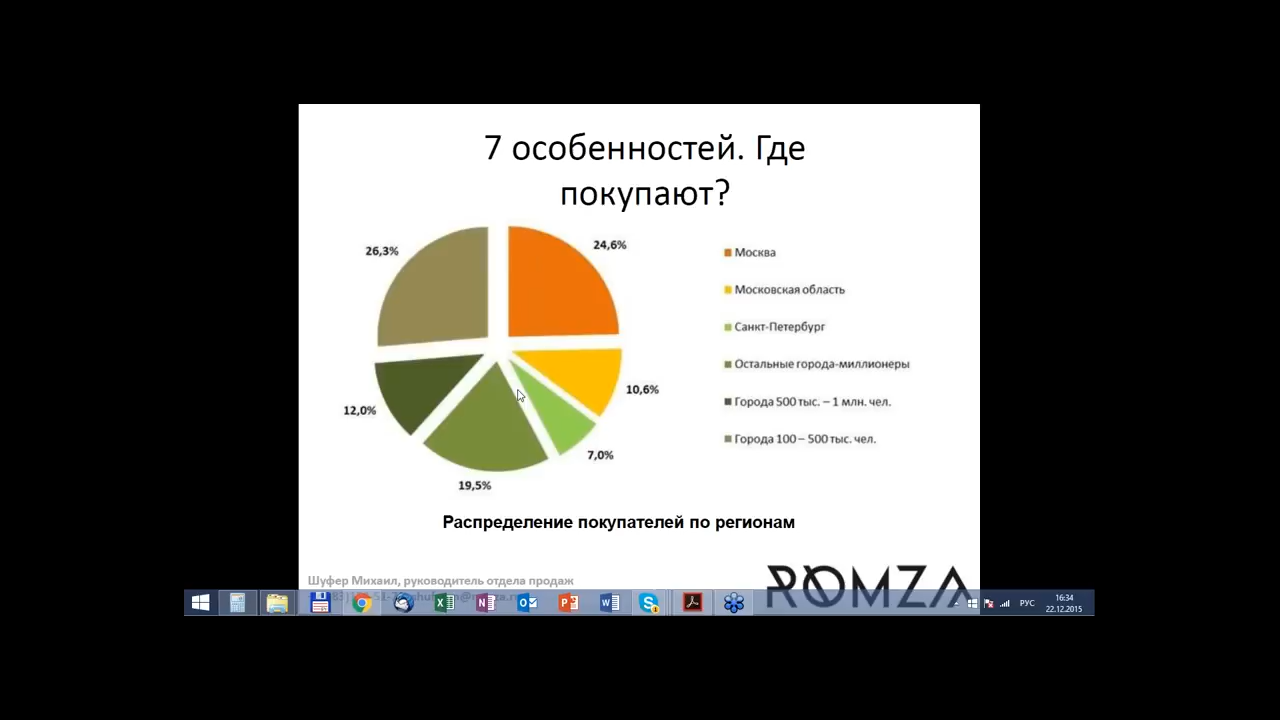 7 особенностей. Где
покупают?
26,3%
24,6%
10,6%
7,0%
19,5%
12,0%
Москва
Московская область
Санкт-Петербург
Остальные города-миллионеры
Города 500 тыс. – 1 млн. чел.
Города 100 – 500 тыс. чел.
Распределение покупателей по регионам
Шуфер Михаил, руководитель отдела продаж
ROMZA
РУС
16:34
22.12.2015